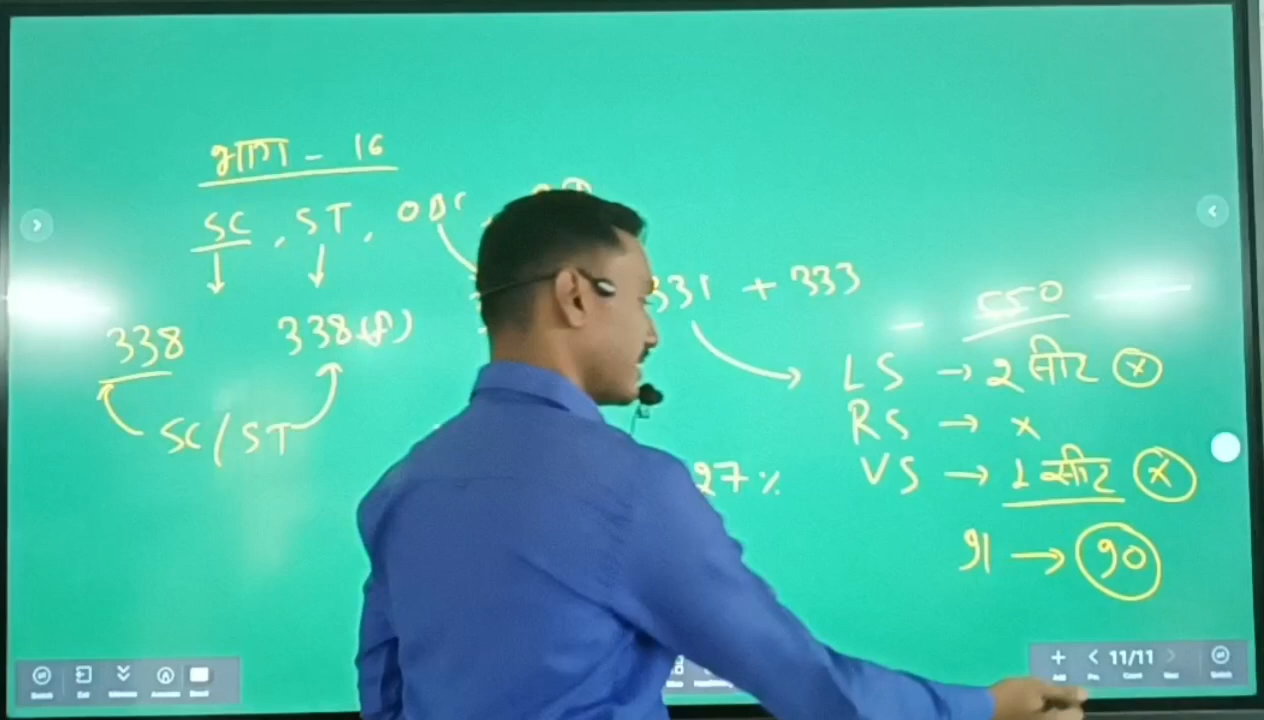 भाग - 16
SC, ST, OBC
338 338(A) 331 + 333
550
SC/ST
LS → 2 सीट x
RS → x
27%
VS → 1 सीट x
91 → 90
11/11